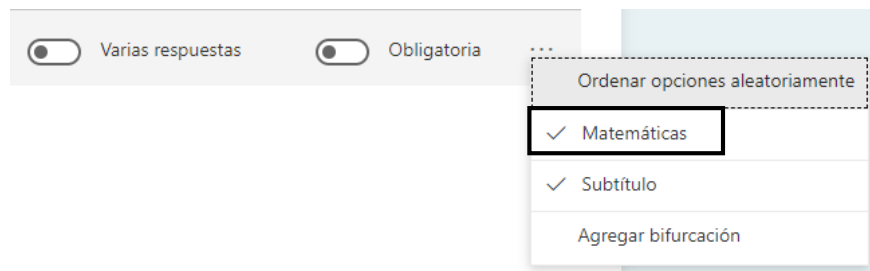 Varias respuestas Obligatoria ...
Ordenar opciones aleatoriamente
Matemáticas
Subtítulo
Agregar bifurcación